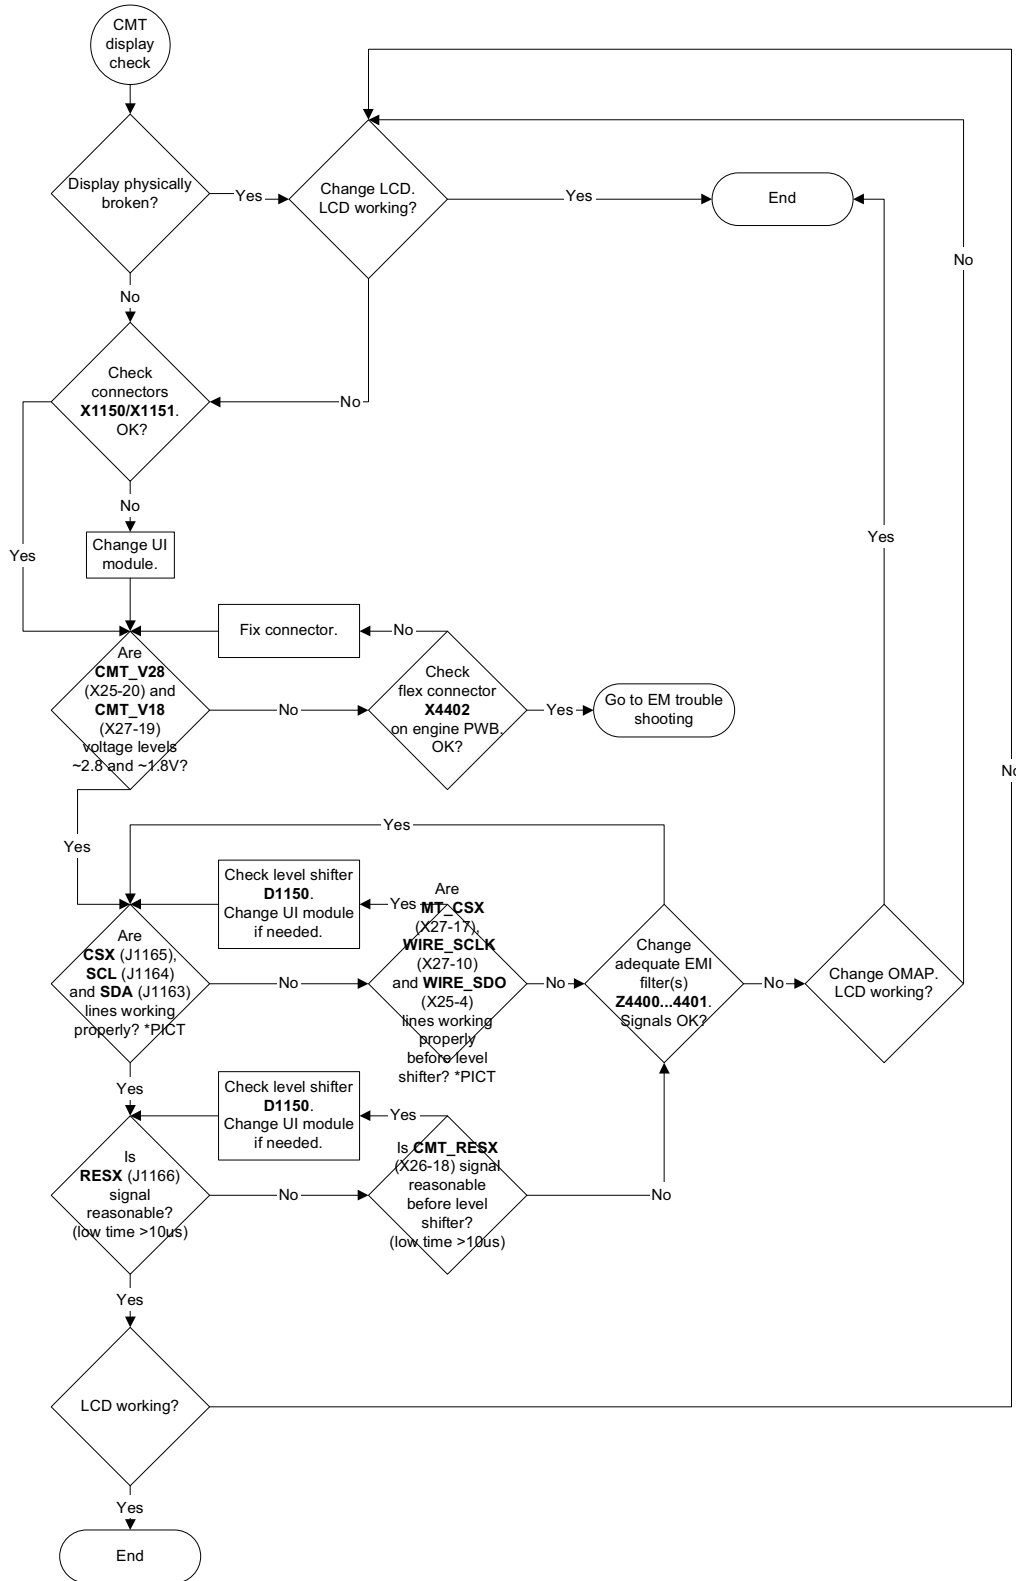 CMT
display
check
Display physically
broken?
Yes
Change LCD.
LCD working?
Yes
End
No
No
Check
connectors
X1150/X1151.
OK?
No
No
Change UI
module.
Yes
Yes
Fix connector.
No
Are
CMT_V28
(X25-20) and
CMT_V18
(X27-19)
voltage levels
~2.8 and ~1.8V?
No
Check
flex connector
X4402
on engine PWB.
OK?
Yes
Go to EM trouble
shooting
No
Yes
Yes
Check level shifter
D1150.
Change UI module
if needed.
Yes
Are
CSX (J1165),
SCL (J1164)
and SDA (J1163)
lines working
properly? *PICT
No
Are
MT_CSX
(X27-17),
WIRE_SCLK
(X27-10)
and WIRE_SDO
(X25-4)
lines working
properly
before level
shifter? *PICT
No
Change
adequate EMI
filter(s)
Z4400...4401.
Signals OK?
No
Change OMAP.
LCD working?
Yes
Check level shifter
D1150.
Change UI module
if needed.
Yes
Is
RESX (J1166)
signal
reasonable?
(low time >10us)
No
Is CMT_RESX
(X26-18) signal
reasonable
before level
shifter?
(low time >10us)
No
Yes
LCD working?
Yes
End